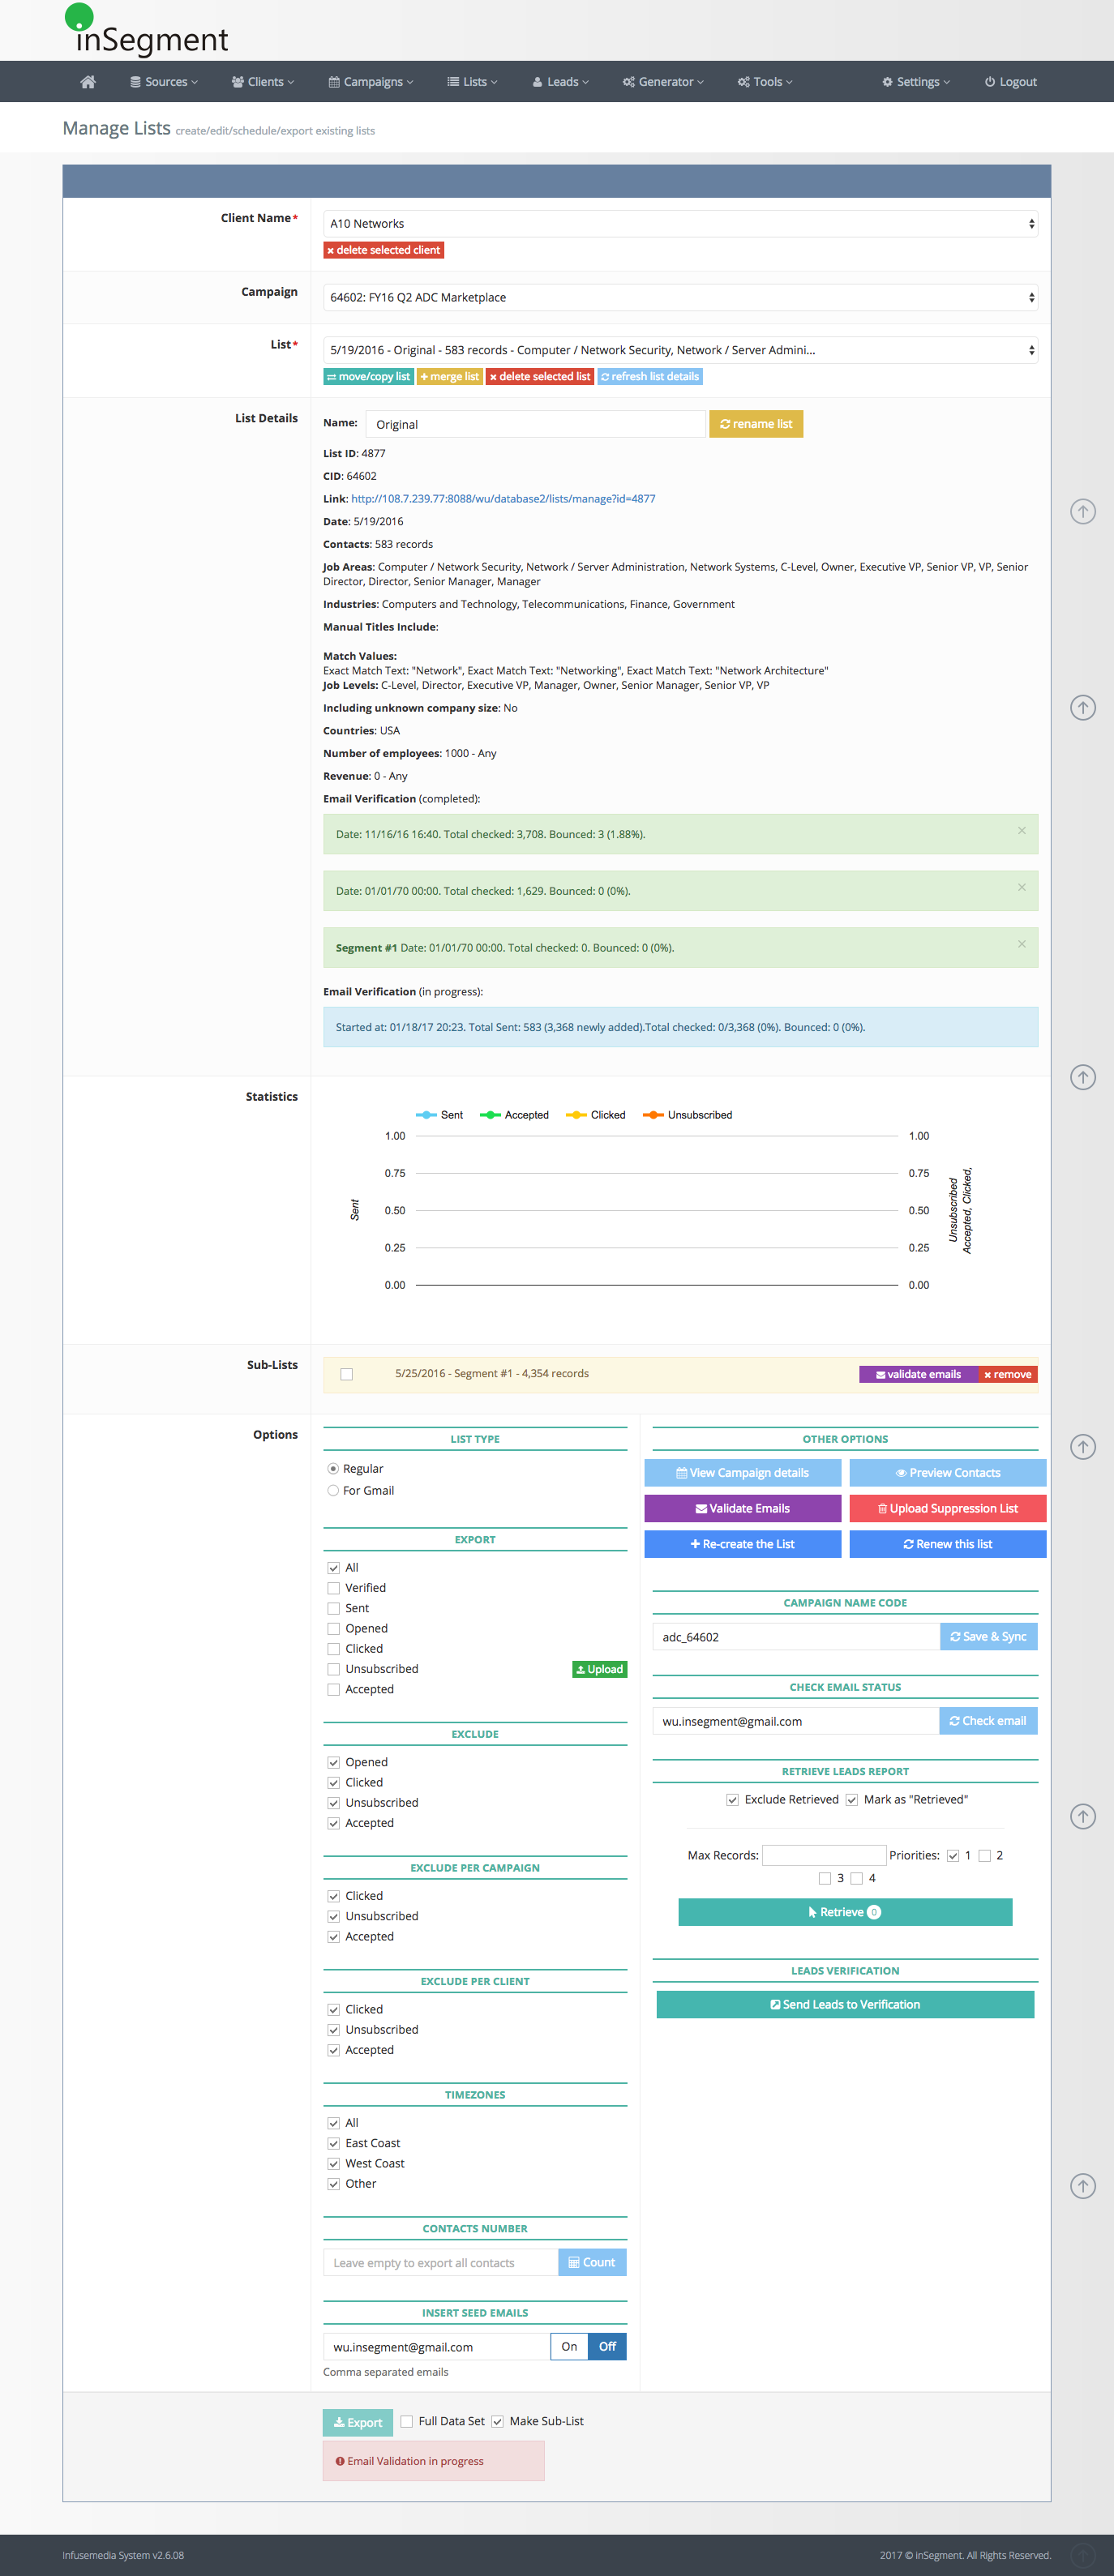 inSegment
Sources Clients Campaigns Lists Leads Generator Tools Settings Logout
Manage Lists create/edit/schedule/export existing lists
Client Name*
A10 Networks
delete selected client
Campaign
64602: FY16 Q2 ADC Marketplace
List*
5/19/2016 - Original - 583 records - Computer / Network Security, Network / Server Admini...
move/copy list merge list delete selected list refresh list details
List Details
Name: Original rename list
List ID: 4877
CID: 64602
Link: http://108.7.239.77:8088/wu/database2/lists/manage?id=4877
Date: 5/19/2016
Contacts: 583 records
Job Areas: Computer / Network Security, Network / Server Administration, Network Systems, C-Level, Owner, Executive VP, Senior VP, VP, Senior
Director, Director, Senior Manager, Manager
Industries: Computers and Technology, Telecommunications, Finance, Government
Manual Titles Include:
Match Values:
Exact Match Text: "Network", Exact Match Text: "Networking", Exact Match Text: "Network Architecture"
Job Levels: C-Level, Director, Executive VP, Manager, Owner, Senior Manager, Senior VP, VP
Including unknown company size: No
Countries: USA
Number of employees: 1000 - Any
Revenue: 0 - Any
Email Verification (completed):
Date: 11/16/16 16:40. Total checked: 3,708. Bounced: 3 (1.88%).
Date: 01/01/70 00:00. Total checked: 1,629. Bounced: 0 (0%).
Segment #1 Date: 01/01/70 00:00. Total checked: 0. Bounced: 0 (0%).
Email Verification (in progress):
Started at: 01/18/17 20:23. Total Sent: 583 (3,368 newly added).Total checked: 0/3,368 (0%). Bounced: 0 (0%).
Statistics
Sent Accepted Clicked Unsubscribed
1.00 1.00
0.75 0.75
0.50 0.50
0.25 0.25
0.00 0.00
Sent
Unsubscribed
Accepted, Clicked,
Sub-Lists
5/25/2016 - Segment #1 - 4,354 records validate emails remove
Options
LIST TYPE
Regular
For Gmail
EXPORT
All
Verified
Sent
Opened
Clicked
Unsubscribed Upload
Accepted
EXCLUDE
Opened
Clicked
Unsubscribed
Accepted
EXCLUDE PER CAMPAIGN
Clicked
Unsubscribed
Accepted
EXCLUDE PER CLIENT
Clicked
Unsubscribed
Accepted
TIMEZONES
All
East Coast
West Coast
Other
CONTACTS NUMBER
Leave empty to export all contacts Count
INSERT SEED EMAILS
wu.insegment@gmail.com On Off
Comma separated emails
OTHER OPTIONS
View Campaign details Preview Contacts
Validate Emails Upload Suppression List
Re-create the List Renew this list
CAMPAIGN NAME CODE
adc_64602 Save & Sync
CHECK EMAIL STATUS
wu.insegment@gmail.com Check email
RETRIEVE LEADS REPORT
Exclude Retrieved Mark as "Retrieved"
Max Records: Priorities: 1 2
3 4
Retrieve 0
LEADS VERIFICATION
Send Leads to Verification
Export Full Data Set Make Sub-List
Email Validation in progress
Infusemedia System v2.6.08 2017 © inSegment. All Rights Reserved.